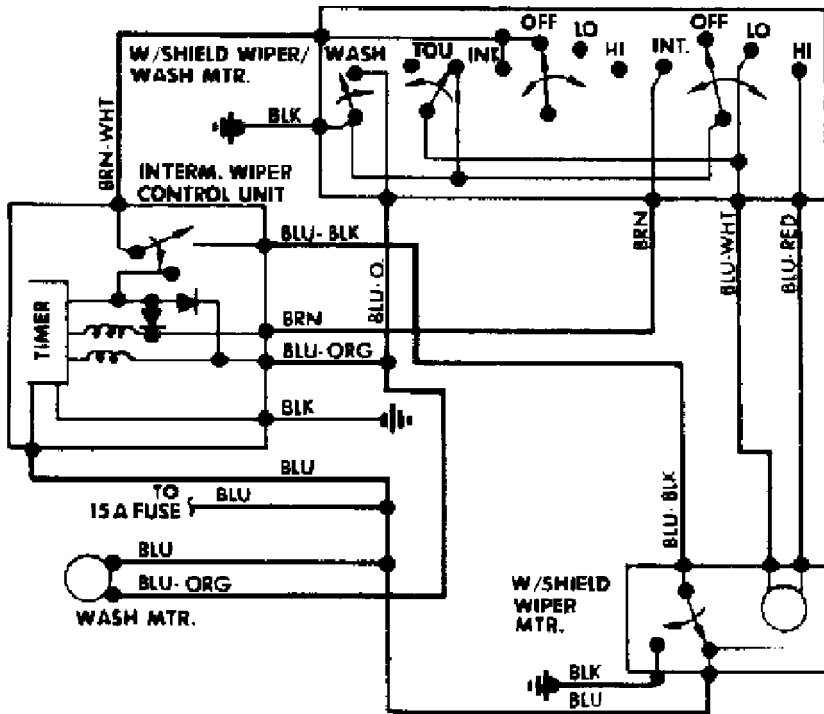 W/SHIELD WIPER/
WASH MTR.
WASH
TOU
INT.
OFF
LO
HI
INT.
OFF
LO
HI
BRN-WHT
BLK
INTERM. WIPER
CONTROL UNIT
BLU-BLK
BLU-O.
BRN
BLU-WHT
BLU-RED
TIMER
BRN
BLU-ORG
BLK
BLU
TO
15A FUSE
BLU
BLU
BLU-ORG
WASH MTR.
BLU-BLK
W/SHIELD
WIPER
MTR.
BLK
BLU